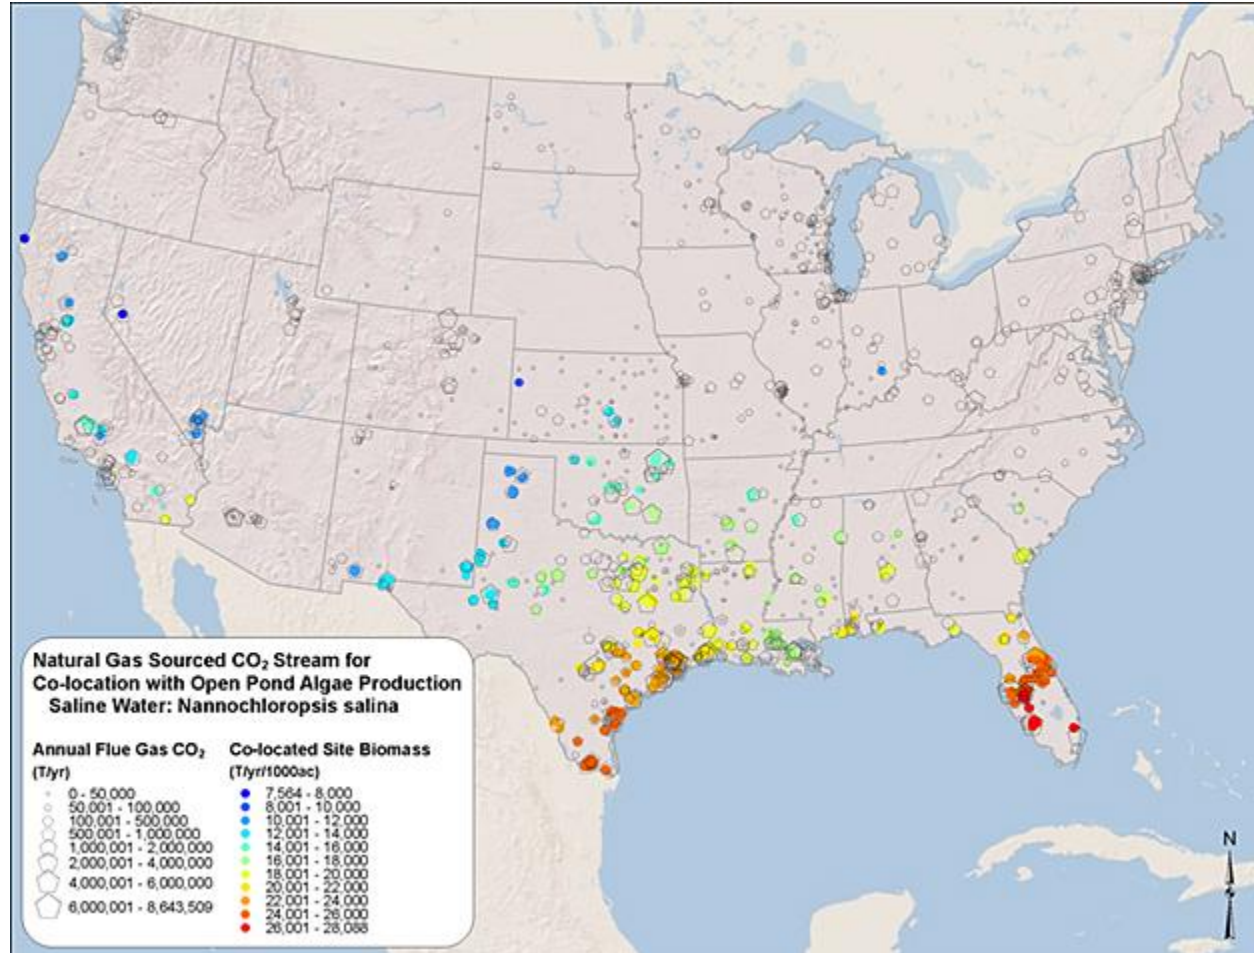 Natural Gas Sourced CO₂ Stream for
Co-location with Open Pond Algae Production
Saline Water: Nannochloropsis salina
Annual Flue Gas CO₂
(T/yr)
0 - 50,000
50,001 - 100,000
100,001 - 500,000
500,001 - 1,000,000
1,000,001 - 2,000,000
2,000,001 - 4,000,000
4,000,001 - 6,000,000
6,000,001 - 8,643,509
Co-located Site Biomass
(T/yr/1000ac)
7,564 - 8,000
8,001 - 10,000
10,001 - 12,000
12,001 - 14,000
14,001 - 16,000
16,001 - 18,000
18,001 - 20,000
20,001 - 22,000
22,001 - 24,000
24,001 - 26,000
26,001 - 28,088
N